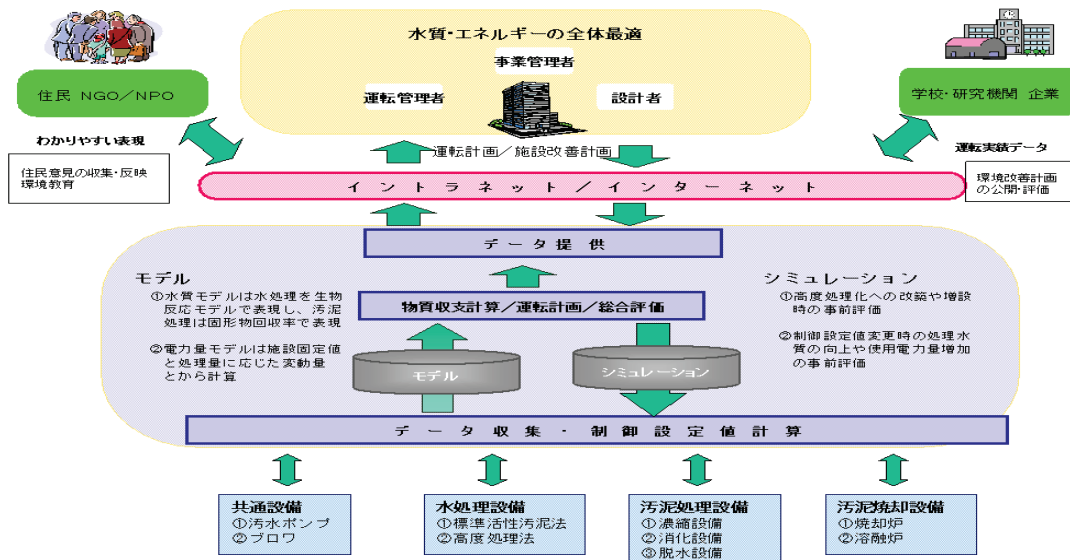 水質・エネルギーの全体最適
事業管理者
運転管理者
設計者
住民 NGO／NPO
学校・研究機関 企業
わかりやすい表現
運転計画／施設改善計画
運転実績データ
住民意見の収集・反映
環境教育
環境改善計画
の公開・評価
イントラネット／インターネット
データ提供
モデル
①水質モデルは水処理を生物
反応モデルで表現し、汚泥
処理は固形物回収率で表現
②電力量モデルは施設固定値
と処理量に応じた変動量
とから計算
物質収支計算／運転計画／総合評価
シミュレーション
①高度処理化への改築や増設
時の事前評価
②制御設定値変更時の処理水
質の向上や使用電力量増加
の事前評価
モデル
シミュレーション
データ収集・制御設定値計算
共通設備
①汚水ポンプ
②ブロワ
水処理設備
①標準活性汚泥法
②高度処理法
汚泥処理設備
①濃縮設備
②消化設備
③脱水設備
汚泥焼却設備
①焼却炉
②溶融炉